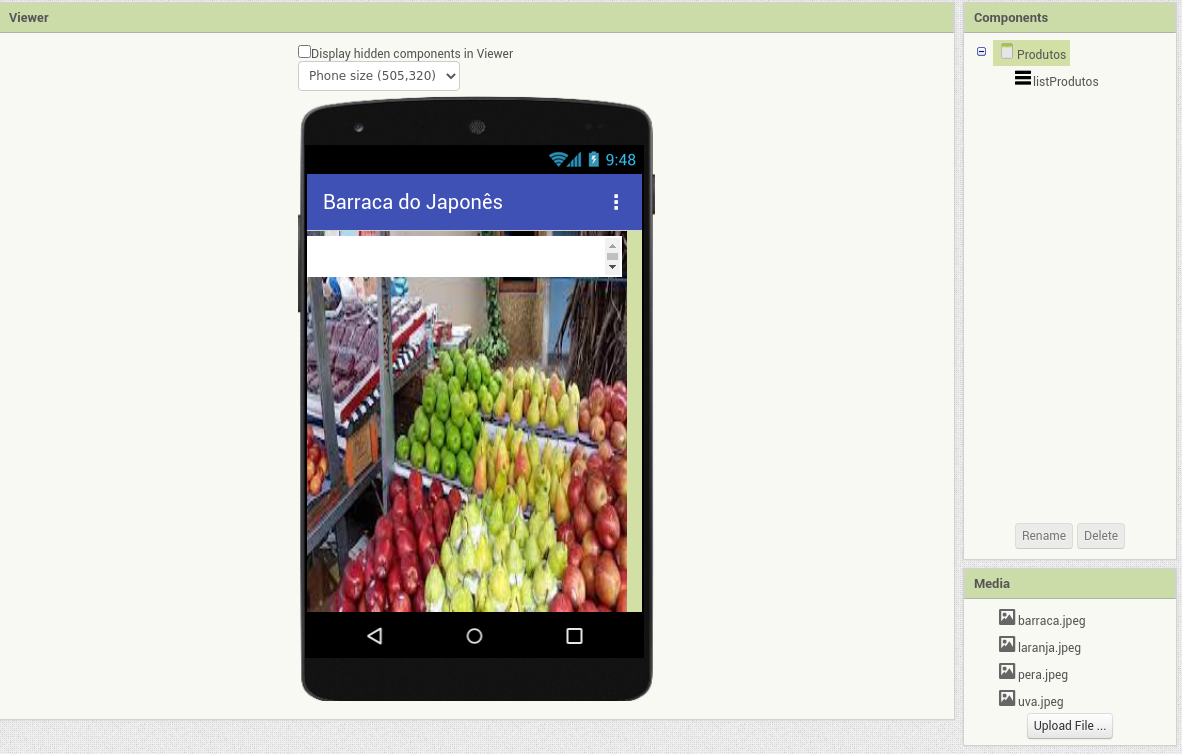 Viewer
Display hidden components in Viewer
Phone size (505,320)
9:48
Barraca do Japonês
Components
Produtos
listProdutos
Rename Delete
Media
barraca.jpeg
laranja.jpeg
pera.jpeg
uva.jpeg
Upload File ...